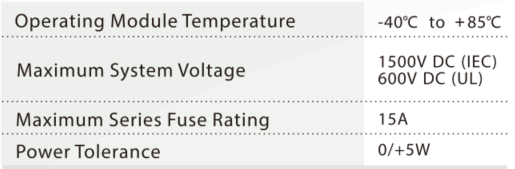 Operating Module Temperature -40℃ to +85℃
Maximum System Voltage 1500V DC (IEC)
600V DC (UL)
Maximum Series Fuse Rating 15A
Power Tolerance 0/+5W